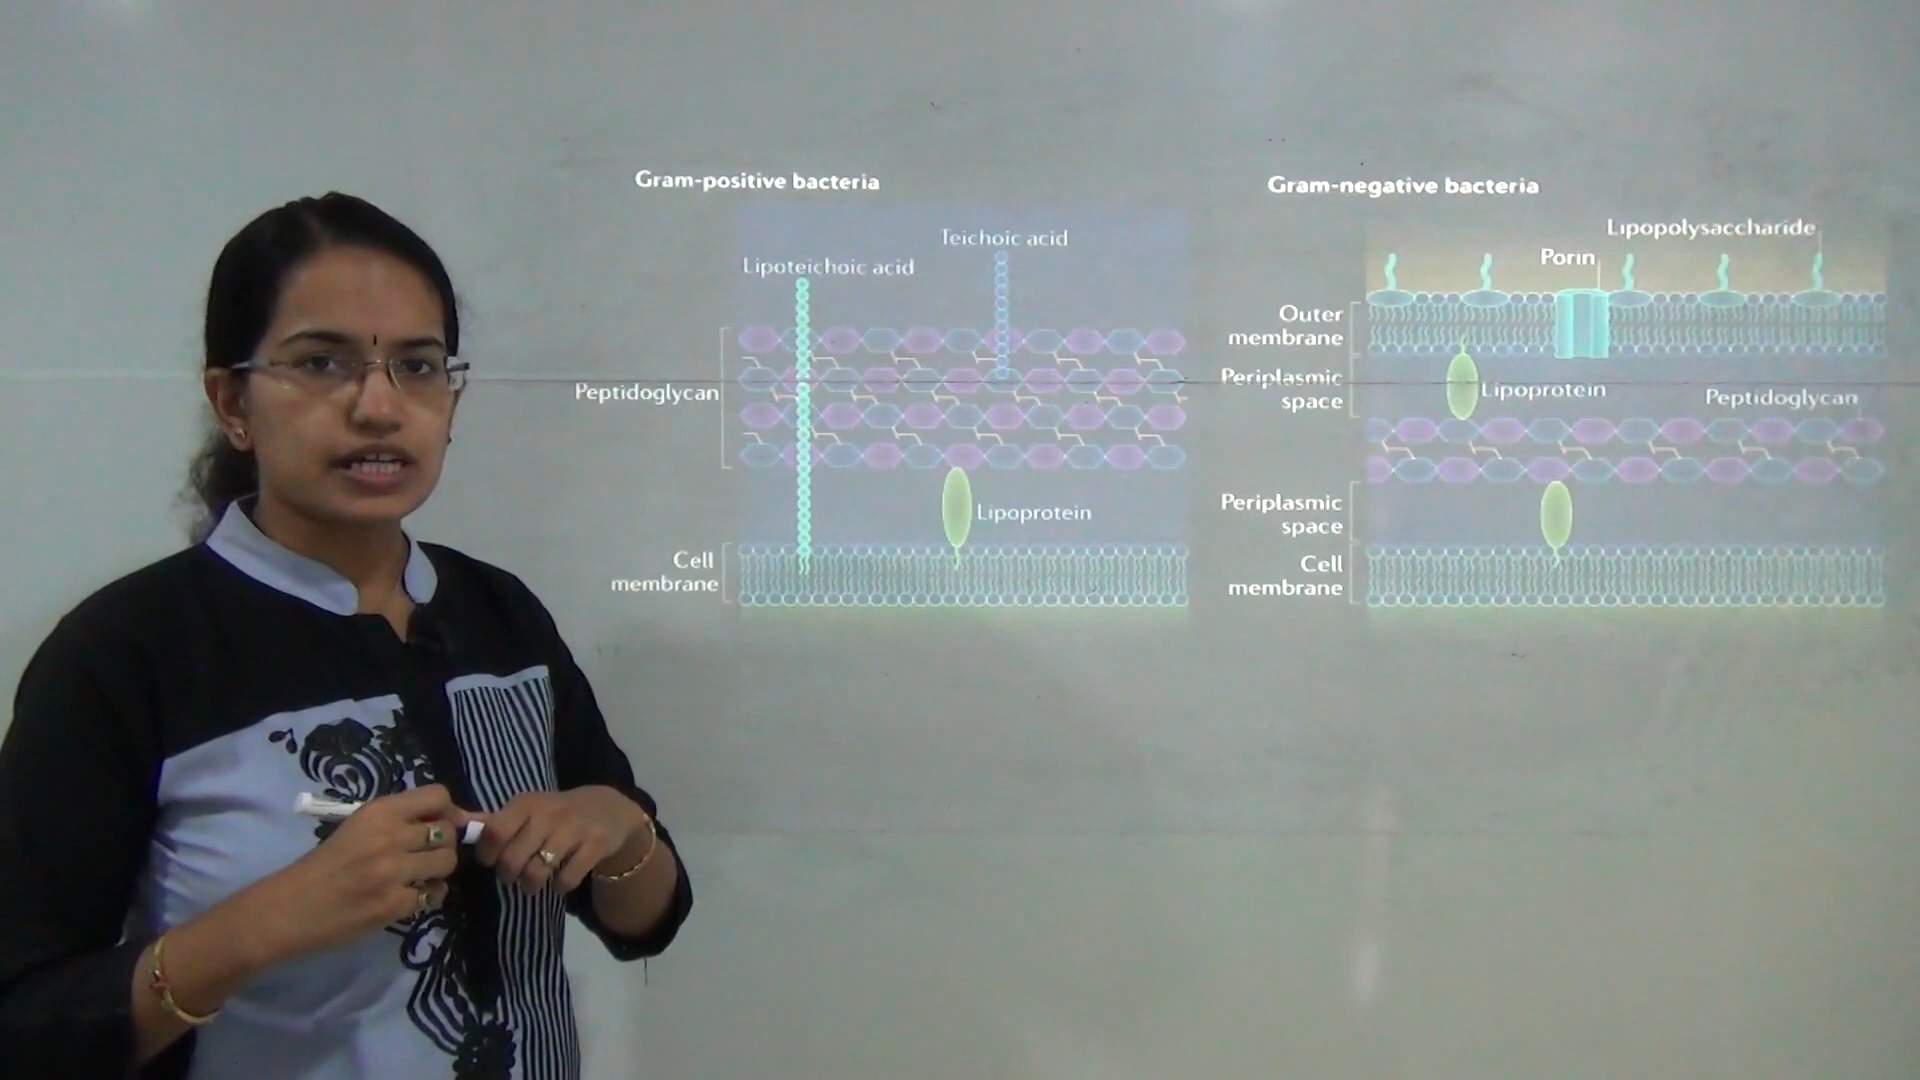 Gram-positive bacteria
Teichoic acid
Lipoteichoic acid
Peptidoglycan
Lipoprotein
Cell
membrane
Gram-negative bacteria
Lipopolysaccharide
Porin
Outer
membrane
Periplasmic
space
Lipoprotein
Peptidoglycan
Periplasmic
space
Cell
membrane